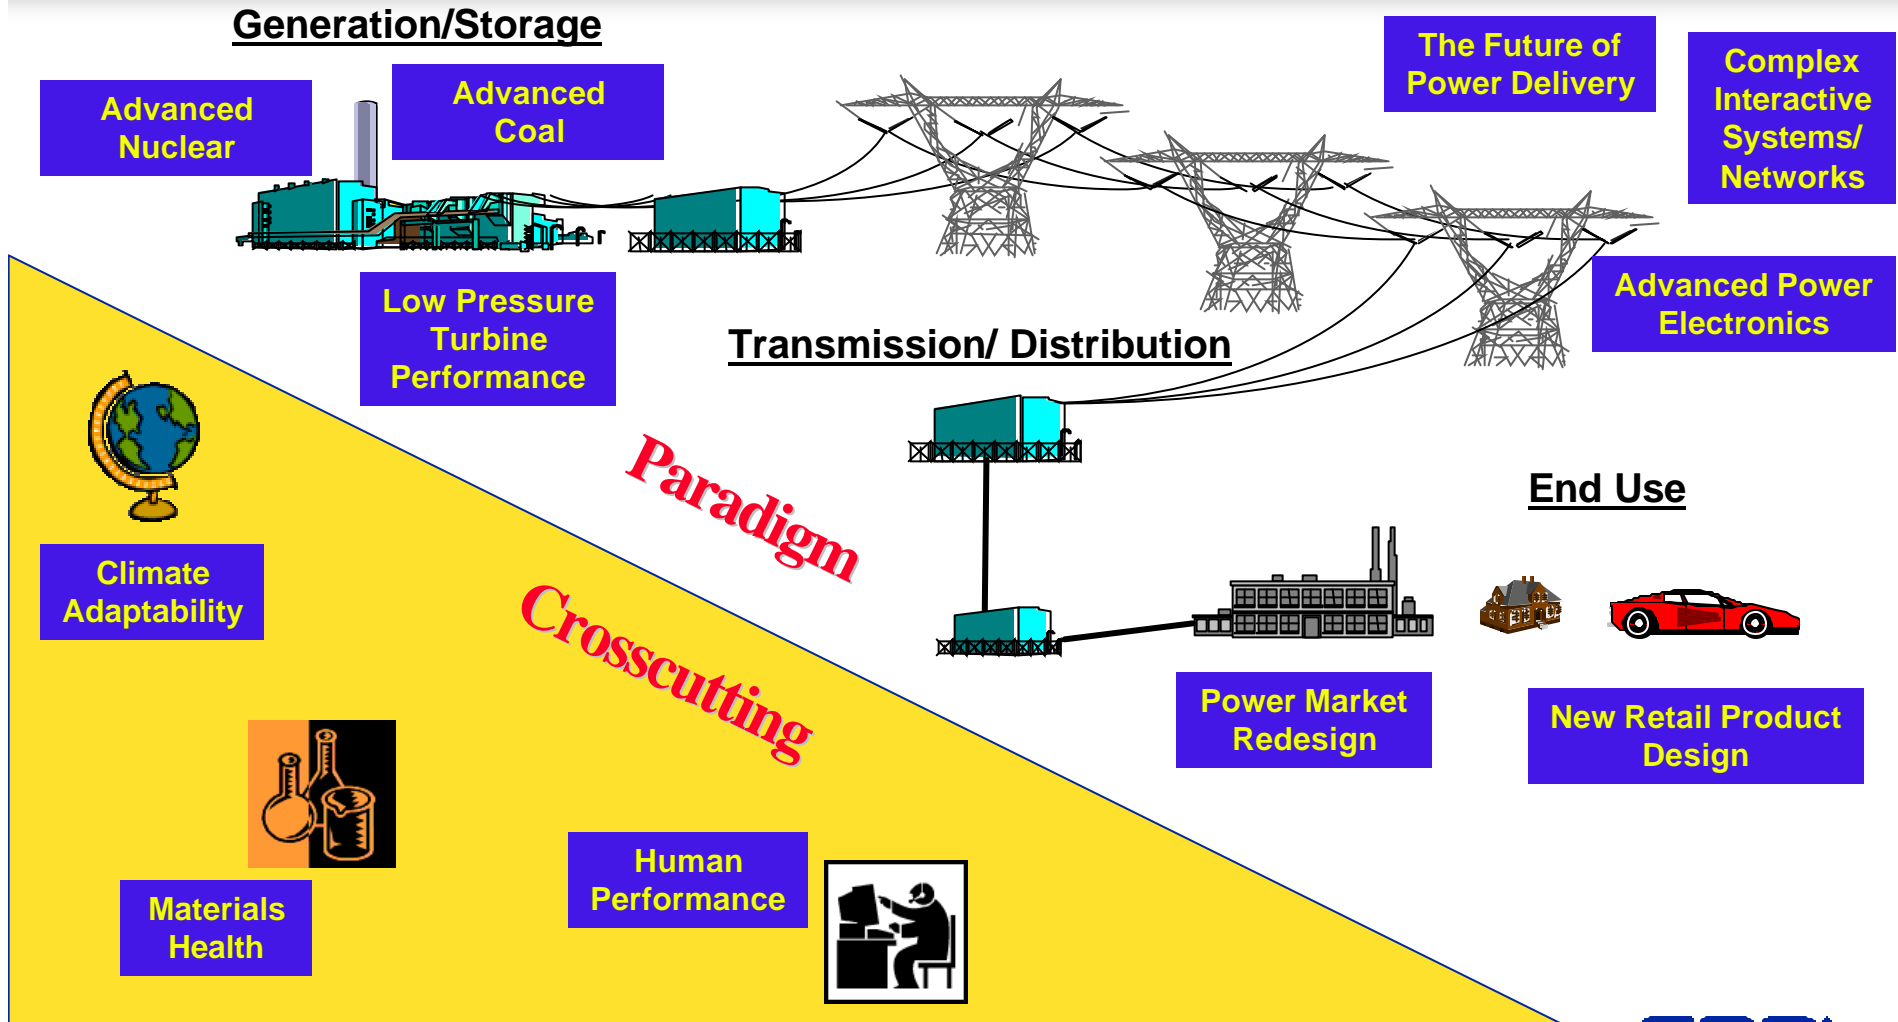 Generation/Storage
Advanced
Nuclear
Advanced
Coal
The Future of
Power Delivery
Complex
Interactive
Systems/
Networks
Low Pressure
Turbine
Performance
Advanced Power
Electronics
Transmission/ Distribution
Paradigm
End Use
Climate
Adaptability
Crosscutting
Power Market
Redesign
New Retail Product
Design
Materials
Health
Human
Performance